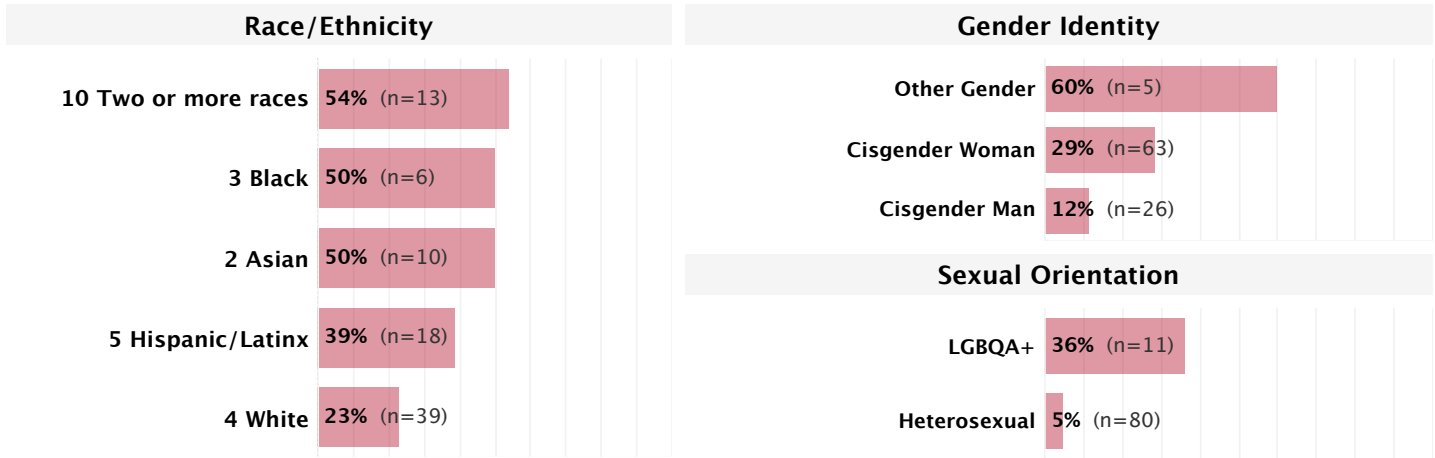 Race/Ethnicity
10 Two or more races 54% (n=13)
3 Black 50% (n=6)
2 Asian 50% (n=10)
5 Hispanic/Latinx 39% (n=18)
4 White 23% (n=39)
Gender Identity
Other Gender 60% (n=5)
Cisgender Woman 29% (n=63)
Cisgender Man 12% (n=26)
Sexual Orientation
LGBQA+ 36% (n=11)
Heterosexual 5% (n=80)